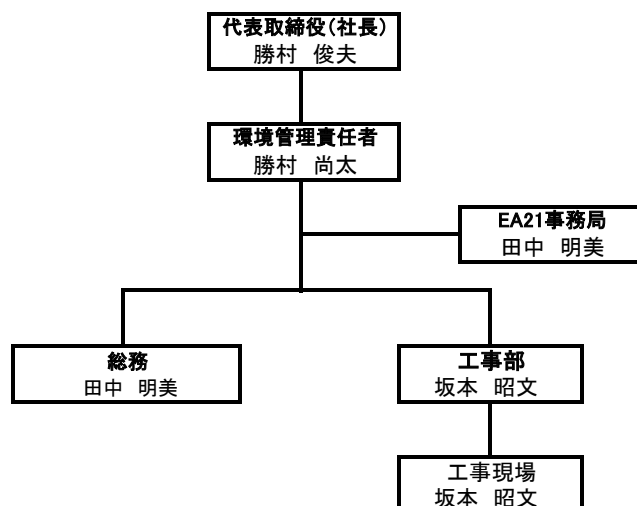 代表取締役(社長)
勝村 俊夫
環境管理責任者
勝村 尚太
EA21事務局
田中 明美
総務
田中 明美
工事部
坂本 昭文
工事現場
坂本 昭文